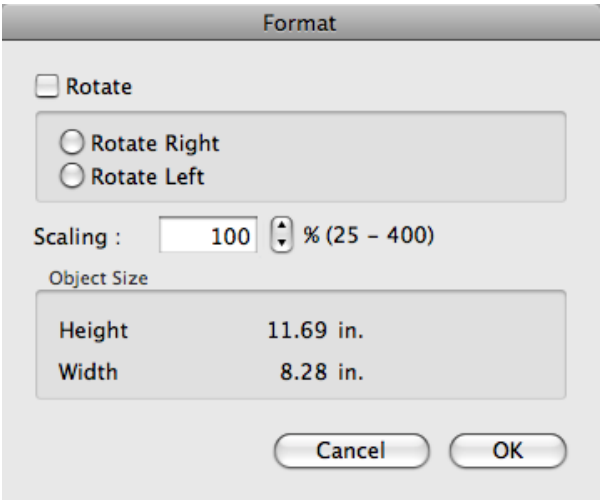 Format
Rotate
Rotate Right
Rotate Left
Scaling : 100 % (25 – 400)
Object Size
Height 11.69 in.
Width 8.28 in.
Cancel OK